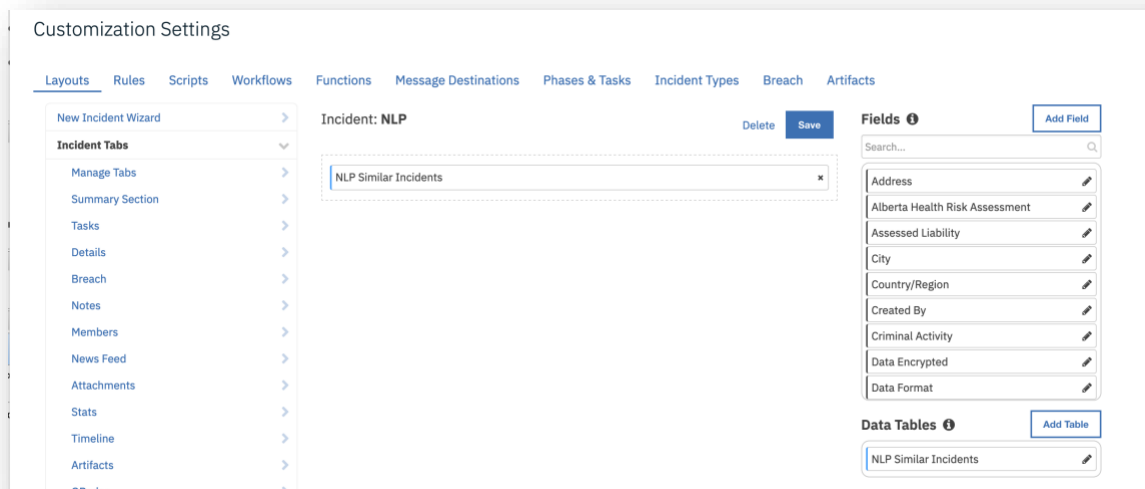 Customization Settings
Layouts Rules Scripts Workflows Functions Message Destinations Phases & Tasks Incident Types Breach Artifacts
New Incident Wizard
Incident Tabs
Manage Tabs
Summary Section
Tasks
Details
Breach
Notes
Members
News Feed
Attachments
Stats
Timeline
Artifacts
Incident: NLP
Delete Save
NLP Similar Incidents ×
Fields Add Field
Search...
Address
Alberta Health Risk Assessment
Assessed Liability
City
Country/Region
Created By
Criminal Activity
Data Encrypted
Data Format
Data Tables Add Table
NLP Similar Incidents